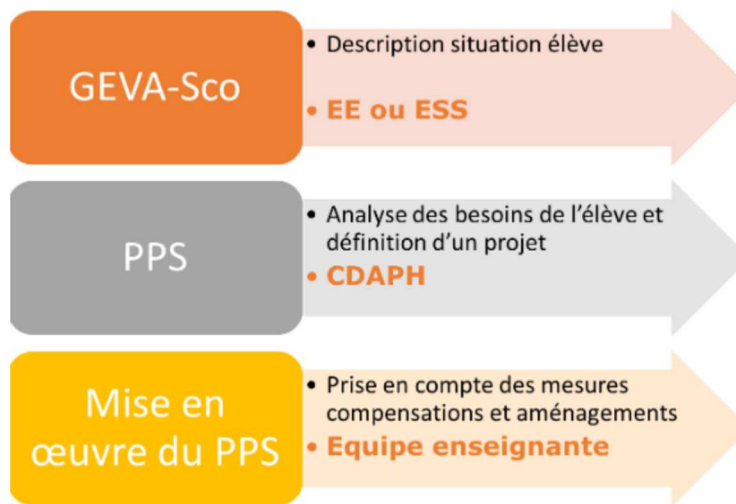 GEVA-Sco
• Description situation élève
• EE ou ESS
PPS
• Analyse des besoins de l’élève et
définition d’un projet
• CDAPH
Mise en
œuvre du PPS
• Prise en compte des mesures
compensations et aménagements
• Equipe enseignante